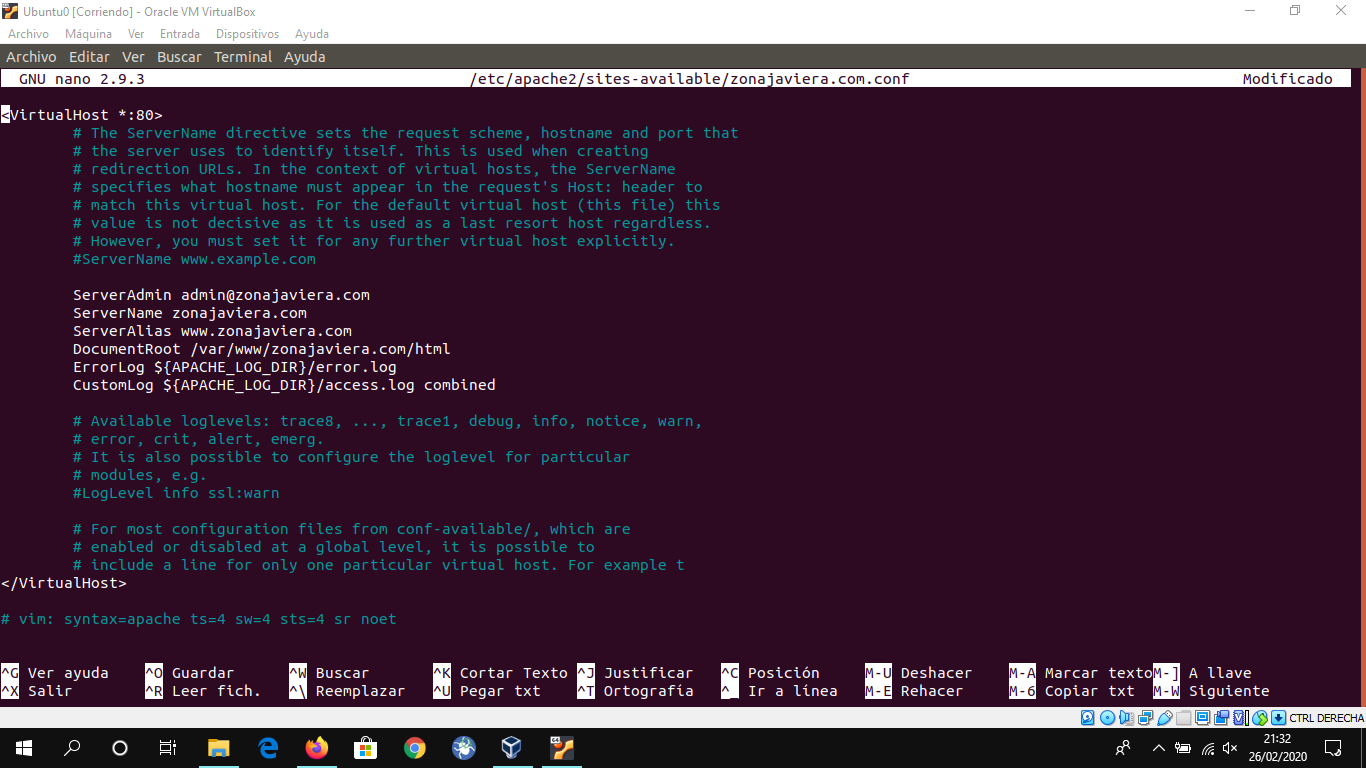 Ubuntu0 [Corriendo] - Oracle VM VirtualBox
Archivo Máquina Ver Entrada Dispositivos Ayuda
Archivo Editar Ver Buscar Terminal Ayuda
GNU nano 2.9.3 /etc/apache2/sites-available/zonajaviera.com.conf Modificado
<VirtualHost *:80>
# The ServerName directive sets the request scheme, hostname and port that
# the server uses to identify itself. This is used when creating
# redirection URLs. In the context of virtual hosts, the ServerName
# specifies what hostname must appear in the request's Host: header to
# match this virtual host. For the default virtual host (this file) this
# value is not decisive as it is used as a last resort host regardless.
# However, you must set it for any further virtual host explicitly.
#ServerName www.example.com
ServerAdmin admin@zonajaviera.com
ServerName zonajaviera.com
ServerAlias www.zonajaviera.com
DocumentRoot /var/www/zonajaviera.com/html
ErrorLog ${APACHE_LOG_DIR}/error.log
CustomLog ${APACHE_LOG_DIR}/access.log combined
# Available loglevels: trace8, ..., trace1, debug, info, notice, warn,
# error, crit, alert, emerg.
# It is also possible to configure the loglevel for particular
# modules, e.g.
#LogLevel info ssl:warn
# For most configuration files from conf-available/, which are
# enabled or disabled at a global level, it is possible to
# include a line for only one particular virtual host. For example t
</VirtualHost>
# vim: syntax=apache ts=4 sw=4 sts=4 sr noet
^G Ver ayuda ^O Guardar ^W Buscar ^K Cortar Texto ^J Justificar ^C Posición M-U Deshacer M-A Marcar texto M-] A llave
^X Salir ^R Leer fich. ^\ Reemplazar ^U Pegar txt ^T Ortografía ^_ Ir a línea M-E Rehacer M-6 Copiar txt M-W Siguiente
CTRL DERECHA
21:32
26/02/2020